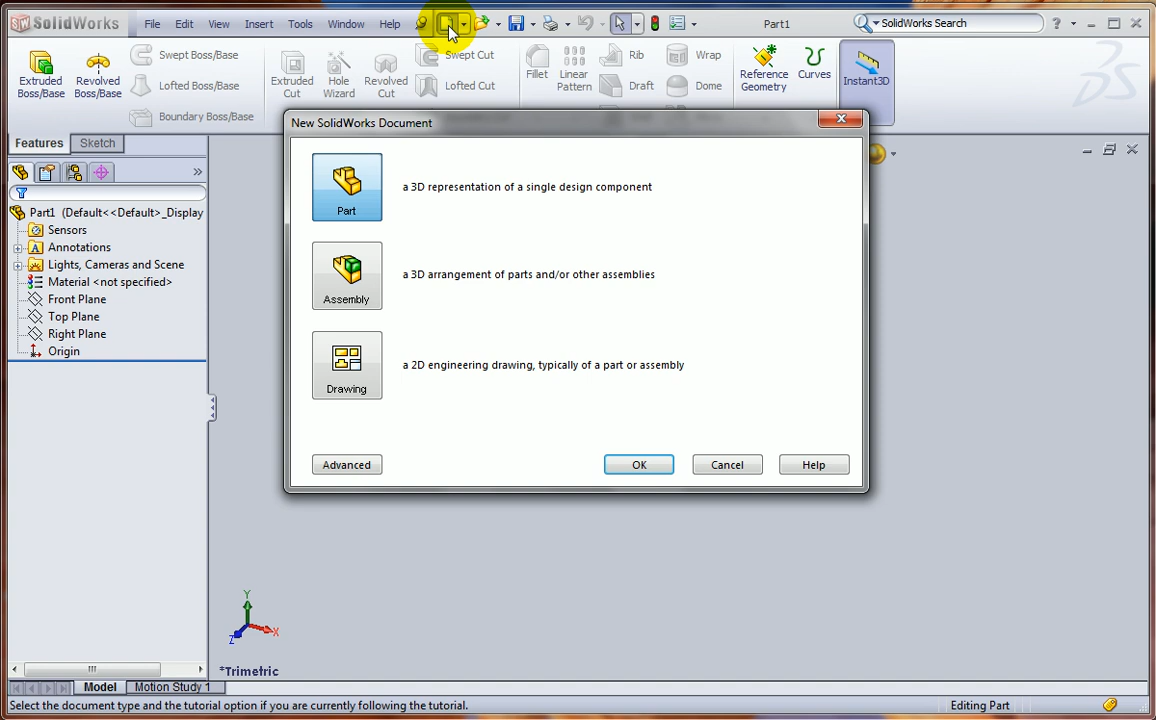 SolidWorks File Edit View Insert Tools Window Help Part1 SolidWorks Search ?
Extruded Boss/Base
Revolved Boss/Base
Swept Boss/Base
Lofted Boss/Base
Boundary Boss/Base
Extruded Cut
Hole Wizard
Revolved Cut
Swept Cut
Lofted Cut
Fillet
Linear Pattern
Rib
Draft
Wrap
Dome
Reference Geometry
Curves
Instant3D
Features Sketch
New SolidWorks Document
Part
a 3D representation of a single design component
Assembly
a 3D arrangement of parts and/or other assemblies
Drawing
a 2D engineering drawing, typically of a part or assembly
Advanced OK Cancel Help
Part1 (Default<<Default>_Display
Sensors
Annotations
Lights, Cameras and Scene
Material <not specified>
Front Plane
Top Plane
Right Plane
Origin
Y
X
Z
*Trimetric
Model Motion Study 1
Select the document type and the tutorial option if you are currently following the tutorial. Editing Part